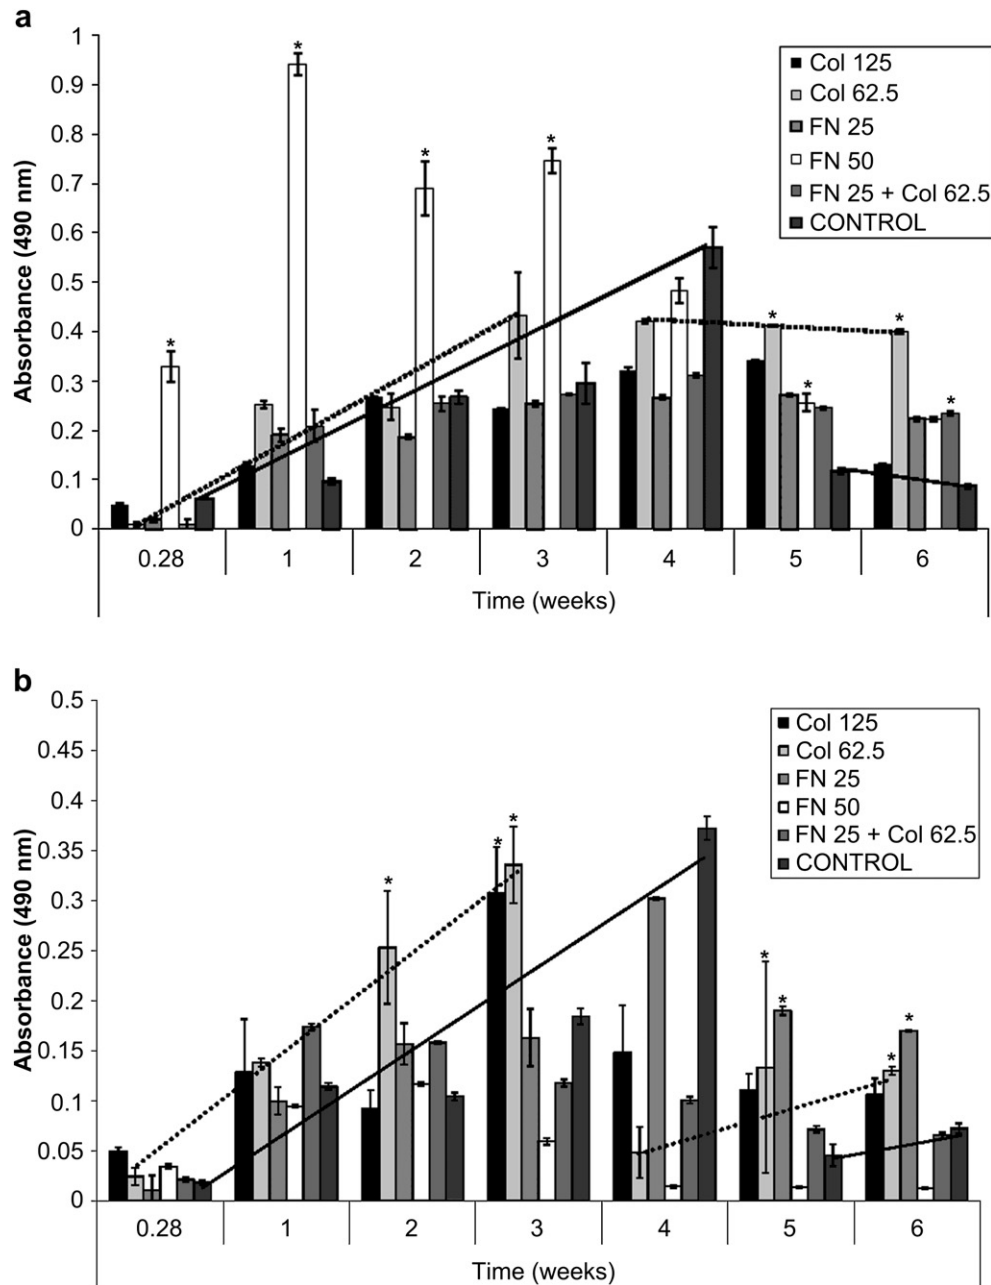 a
Absorbance (490 nm)
1
0.9
0.8
0.7
0.6
0.5
0.4
0.3
0.2
0.1
0
* * * * * * * *
Col 125
Col 62.5
FN 25
FN 50
FN 25 + Col 62.5
CONTROL
0.28 1 2 3 4 5 6
Time (weeks)
b
Absorbance (490 nm)
0.5
0.45
0.4
0.35
0.3
0.25
0.2
0.15
0.1
0.05
0
* * * * * * *
Col 125
Col 62.5
FN 25
FN 50
FN 25 + Col 62.5
CONTROL
0.28 1 2 3 4 5 6
Time (weeks)